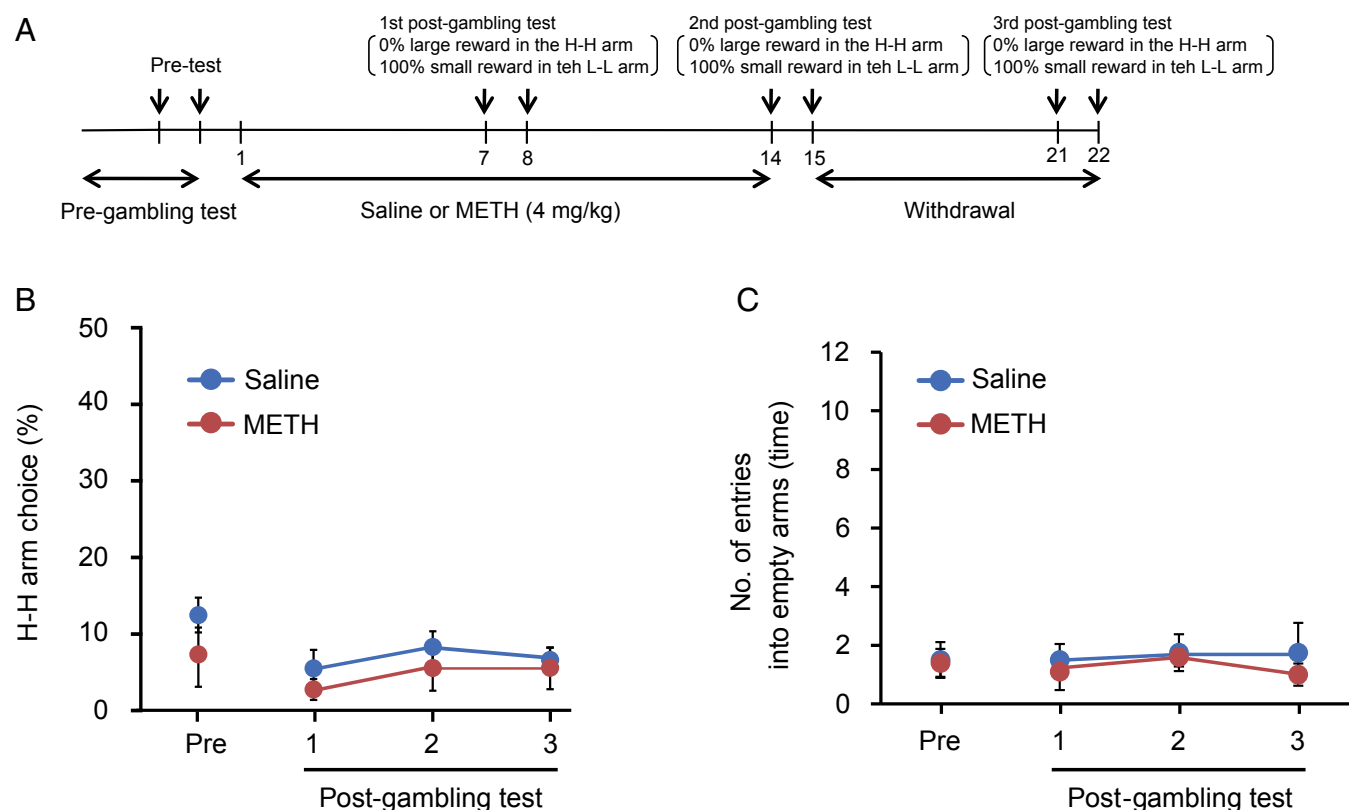 A
1st post-gambling test
0% large reward in the H-H arm
100% small reward in teh L-L arm
2nd post-gambling test
0% large reward in the H-H arm
100% small reward in teh L-L arm
3rd post-gambling test
0% large reward in the H-H arm
100% small reward in teh L-L arm
Pre-test
1 7 8 14 15 21 22
Pre-gambling test
Saline or METH (4 mg/kg)
Withdrawal
B
H-H arm choice (%)
50
40
30
20
10
0
Saline
METH
Pre 1 2 3
Post-gambling test
C
No. of entries
into empty arms (time)
12
10
8
6
4
2
0
Saline
METH
Pre 1 2 3
Post-gambling test